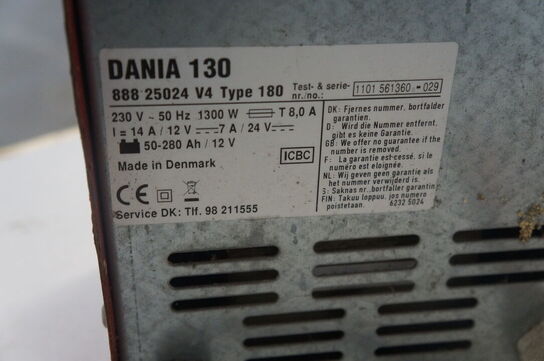 DANIA 130
888 25024 V4 Type 180
Test- & serie-
nr./no.:
1101 561360 - 029
230 V ~ 50 Hz 1300 W T 8,0 A
I = 14 A / 12 V 7 A / 24 V
50-280 Ah / 12 V
Made in Denmark
ICBC
CE
Service DK: Tlf. 98 211555
DK: Fjernes nummer, bortfalder
garantien.
D: Wird die Nummer entfernt,
gibt es keine Garantie.
GB: We offer no guarantee if the
number is removed.
F: La garantie est cessé, si le
numéro est éloignée.
NL: Wij geven geen garantie als
het nummer verwijderd is.
S: Saknas nr., bortfaller garantien
FIN: Takuu loppuu, jos numero
poistetaan.
6232 5024